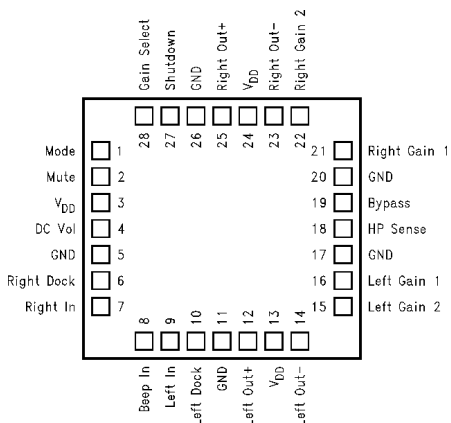 Gain Select
Shutdown
GND
Right Out+
VDD
Right Out-
Right Gain 2
28 27 26 25 24 23 22
Mode 1
Mute 2
VDD 3
DC Vol 4
GND 5
Right Dock 6
Right In 7
21 Right Gain 1
20 GND
19 Bypass
18 HP Sense
17 GND
16 Left Gain 1
15 Left Gain 2
8 9 10 11 12 13 14
Beep In
Left In
Left Dock
GND
Left Out+
VDD
Left Out-